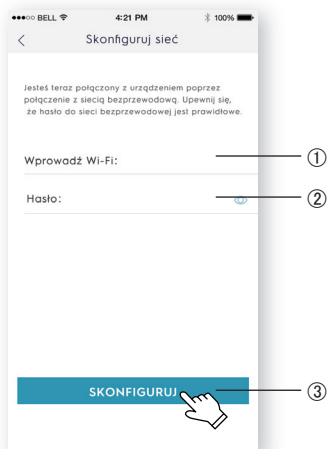 BELL 4:21 PM 100%
Skonfiguruj sieć
Jesteś teraz połączony z urządzeniem poprzez
połączenie z siecią bezprzewodową. Upewnij się,
że hasło do sieci bezprzewodowej jest prawidłowe.
Wprowadź Wi-Fi: ①
Hasło: ②
SKONFIGURUJ ③